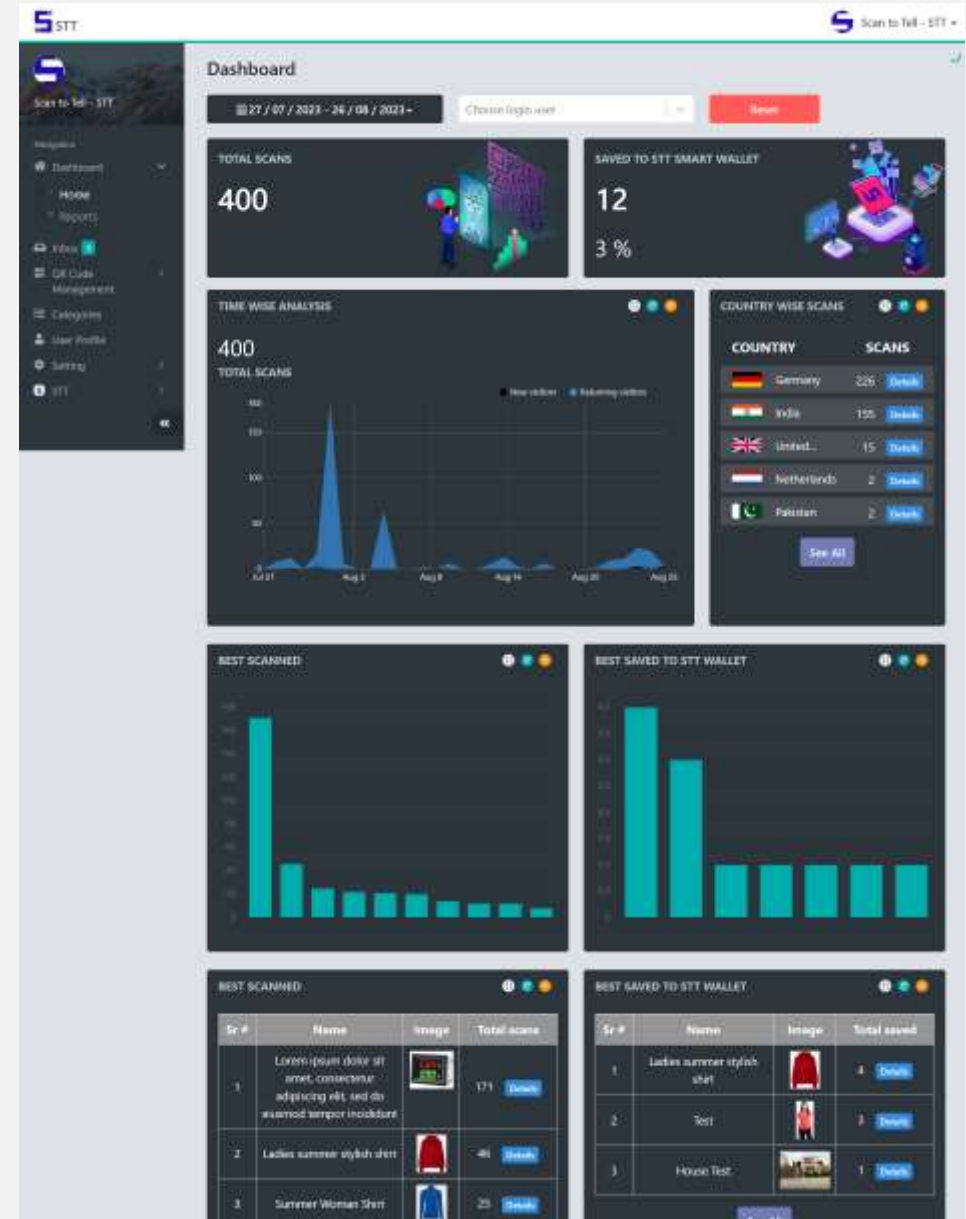 STT
Scan to Tell - STT
Scan to Tell - STT
Navigation
Dashboard
Home
Reports
Inbox
QR Code
Management
Categories
User Profile
Setting
STT
Dashboard
27 / 07 / 2023 - 26 / 08 / 2023
Choose login user
Reset
TOTAL SCANS
400
SAVED TO STT SMART WALLET
12
3 %
TIME WISE ANALYSIS
400
TOTAL SCANS
New visitors Returning visitors
150
100
50
0
Aug 8
Aug 14
Aug 20
COUNTRY WISE SCANS
COUNTRY SCANS
Germany 226 Details
India 155 Details
United... 15 Details
Netherlands 2 Details
Pakistan 2 Details
See All
BEST SCANNED
BEST SAVED TO STT WALLET
BEST SCANNED
Sr # Name Image Total scans
1 Lorem ipsum dolor sit
amet, consectetur
adipiscing elit, sed do
eiusmod tempor incididunt
171 Details
2 Ladies summer stylish shirt 46 Details
3 Summer Woman Shirt 25 Details
BEST SAVED TO STT WALLET
Sr # Name Image Total saved
1 Ladies summer stylish
shirt
4 Details
2 Test 3 Details
3 House Test 1 Details